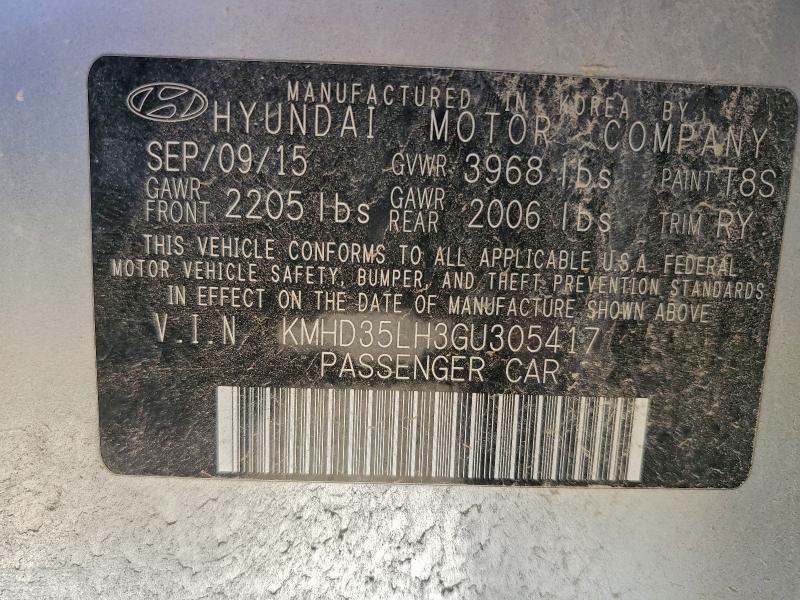 MANUFACTURED IN KOREA BY
HYUNDAI MOTOR COMPANY
SEP/09/15 GVWR 3968 lbs PAINT T8S
GAWR FRONT 2205 lbs GAWR REAR 2006 lbs TRIM RY
THIS VEHICLE CONFORMS TO ALL APPLICABLE U.S.A. FEDERAL
MOTOR VEHICLE SAFETY, BUMPER, AND THEFT PREVENTION STANDARDS
IN EFFECT ON THE DATE OF MANUFACTURE SHOWN ABOVE
V.I.N KMHD35LH3GU305417
PASSENGER CAR